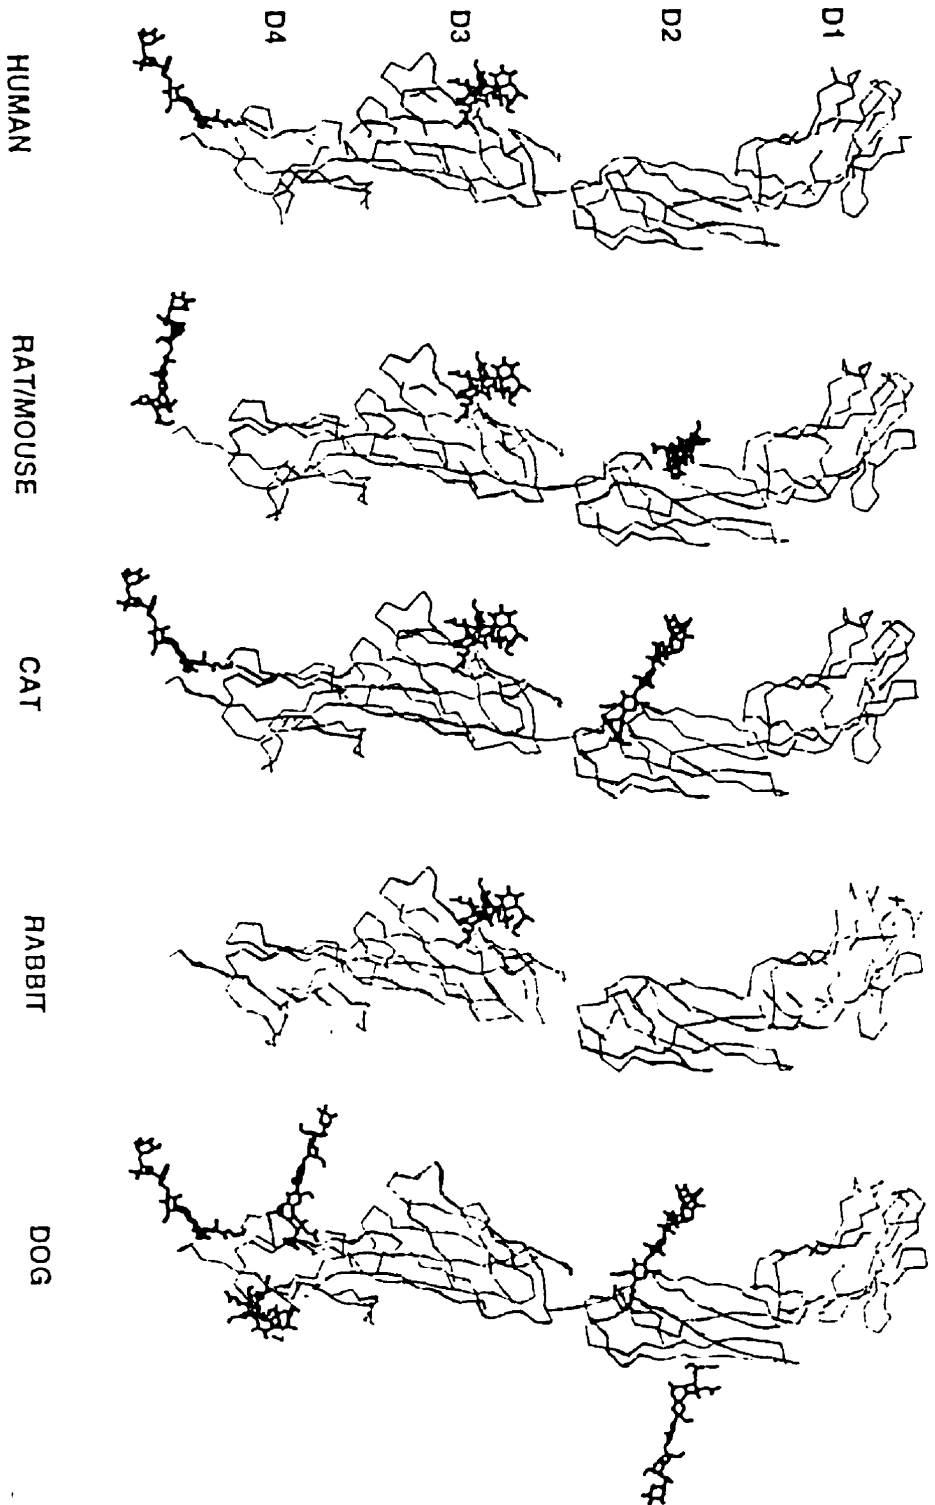 D1
D2
D3
D4
HUMAN
RAT/MOUSE
CAT
RABBIT
DOG